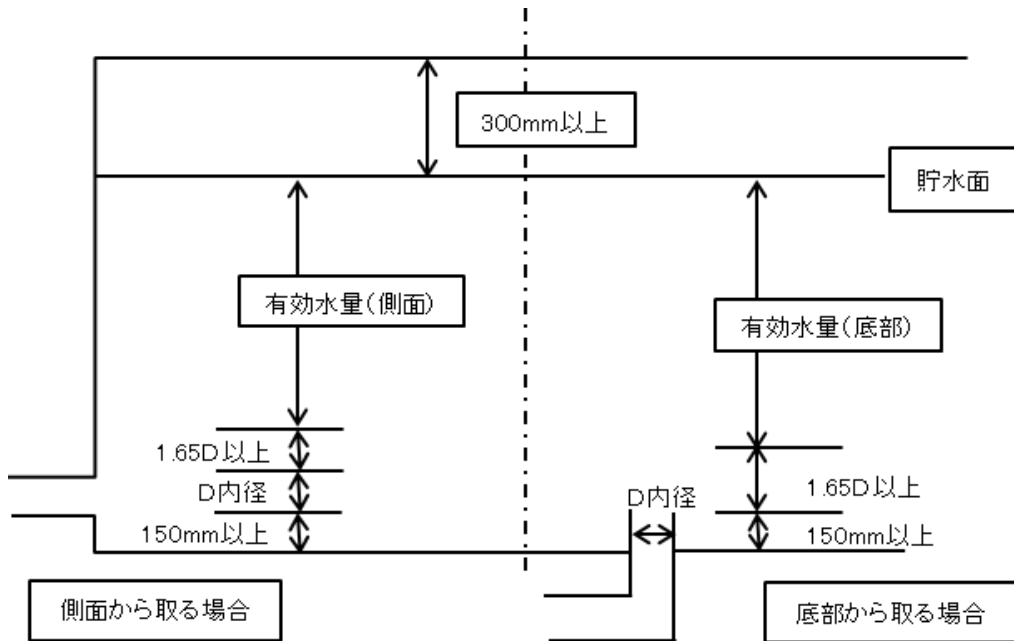 300mm以上
貯水面
有効水量(側面)
有効水量(底部)
1.65D以上
D内径
150mm以上
D内径
1.65D以上
150mm以上
側面から取る場合
底部から取る場合